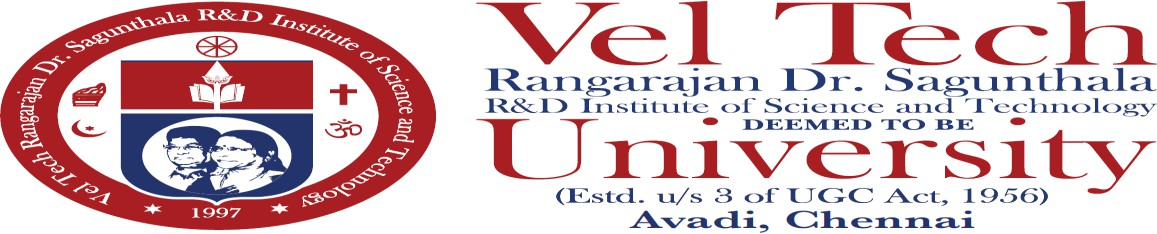 Vel Tech Rangarajan Dr. Sagunthala R&D Institute of Science and Technology
1997
Vel Tech
Rangarajan Dr. Sagunthala
R&D Institute of Science and Technology
DEEMED TO BE
University
(Estd. u/s 3 of UGC Act, 1956)
Avadi, Chennai